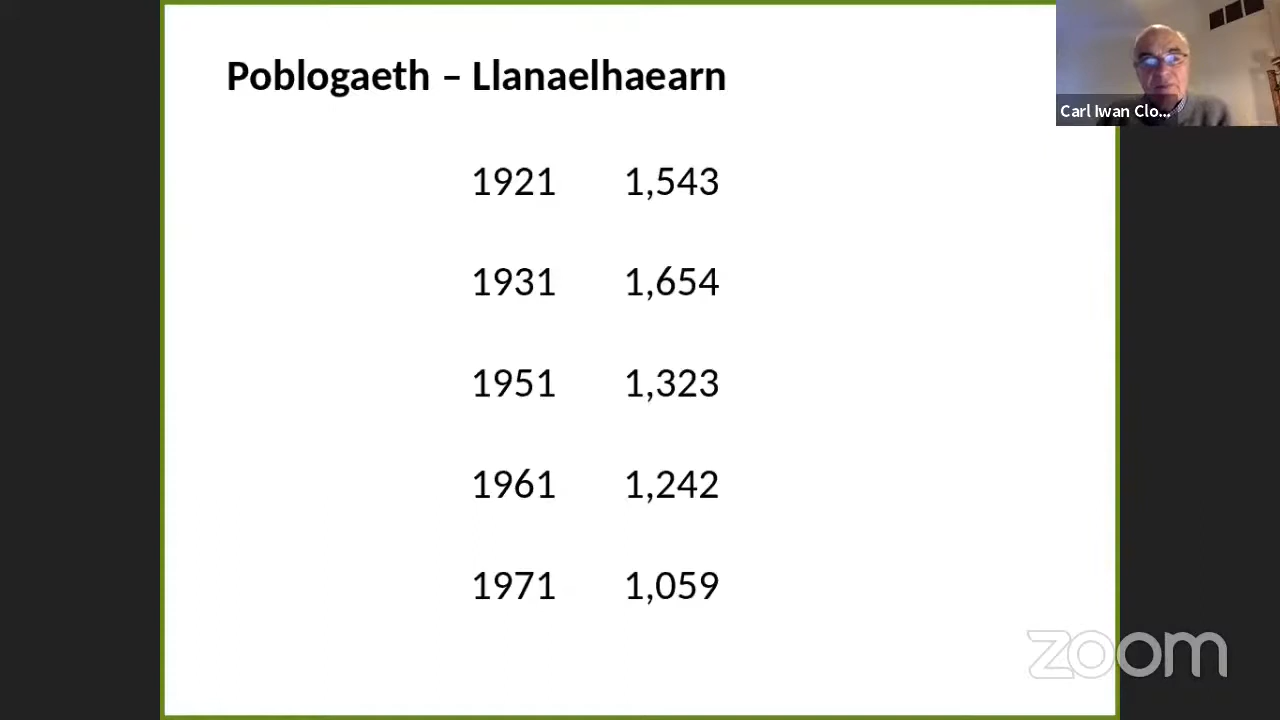 Poblogaeth – Llanaelhaearn
Carl Iwan Clo...
1921 1,543
1931 1,654
1951 1,323
1961 1,242
1971 1,059
zoom